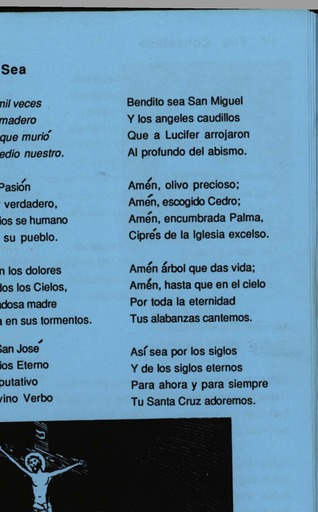 Sea
mil veces
madero
que murió
edio nuestro.
Pasión
verdadero,
ios se humano
su pueblo.
n los dolores
dos los Cielos,
adosa madre
a en sus tormentos.
San José
ios Eterno
putativo
vino Verbo
Bendito sea San Miguel
Y los angeles caudillos
Que a Lucifer arrojaron
Al profundo del abismo.
Amén, olivo precioso;
Amén, escogido Cedro;
Amén, encumbrada Palma,
Ciprés de la Iglesia excelso.
Amén árbol que das vida;
Amén, hasta que en el cielo
Por toda la eternidad
Tus alabanzas cantemos.
Así sea por los siglos
Y de los siglos eternos
Para ahora y para siempre
Tu Santa Cruz adoremos.